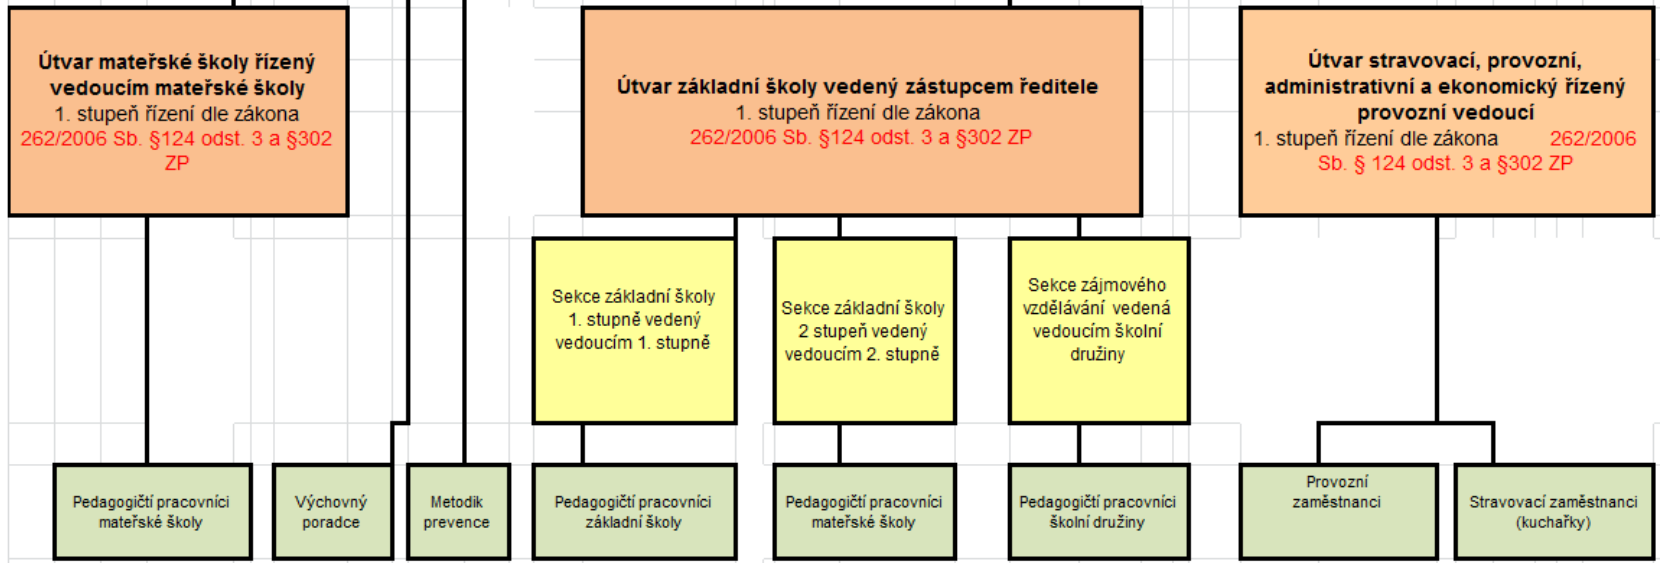 Útvar mateřské školy řízený
vedoucím mateřské školy
1. stupeň řízení dle zákona
262/2006 Sb. §124 odst. 3 a §302
ZP
Útvar základní školy vedený zástupcem ředitele
1. stupeň řízení dle zákona
262/2006 Sb. §124 odst. 3 a §302 ZP
Útvar stravovací, provozní,
administrativní a ekonomický řízený
provozní vedoucí
1. stupeň řízení dle zákona 262/2006
Sb. § 124 odst. 3 a §302 ZP
Sekce základní školy
1. stupně vedený
vedoucím 1. stupně
Sekce základní školy
2 stupeň vedený
vedoucím 2. stupně
Sekce zájmového
vzdělávání vedená
vedoucím školní
družiny
Pedagogičtí pracovníci
mateřské školy
Výchovný
poradce
Metodik
prevence
Pedagogičtí pracovníci
základní školy
Pedagogičtí pracovníci
mateřské školy
Pedagogičtí pracovníci
školní družiny
Provozní
zaměstnanci
Stravovací zaměstnanci
(kuchařky)